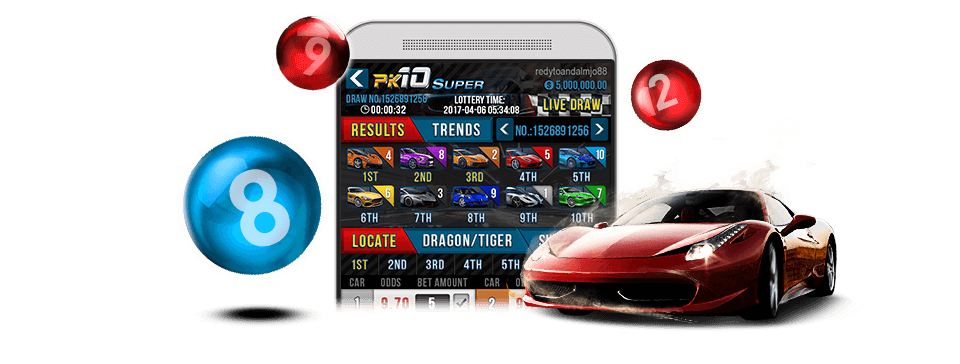 9
8
2
PK10 SUPER
redytoandalmjo88
$ 5,000,000.00
DRAW NO.:1526891259
00:00:32
LOTTERY TIME:
2017-04-06 05:34:08
LIVE DRAW
RESULTS TRENDS < NO.:1526891256 >
4 8 2 5 10
1ST 2ND 3RD 4TH 5TH
6 3 9 1 7
6TH 7TH 8TH 9TH 10TH
LOCATE DRAGON/TIGER
1ST 2ND 3RD 4TH 5TH
CAR ODDS BET AMOUNT CAR
1 9.70 5 2